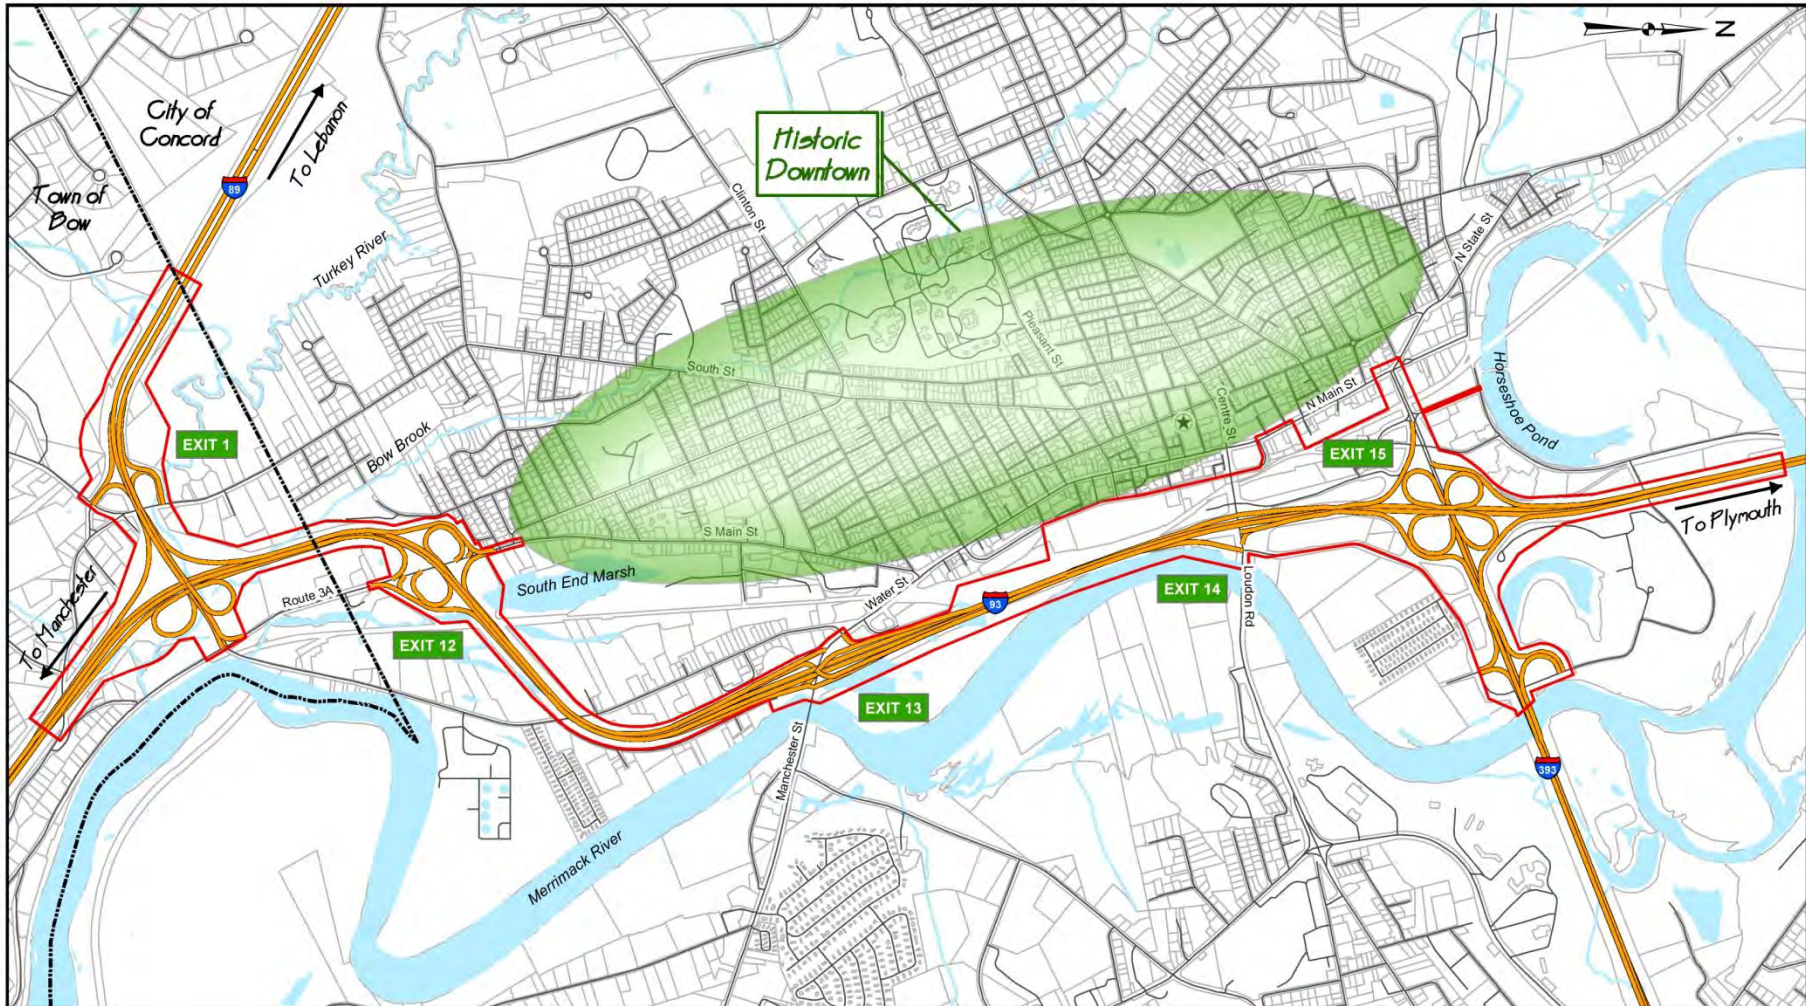 N
City of
Concord
To Lebanon
89
Town of
Bow
Turkey River
Clinton St
Historic
Downtown
N State St
Pleasant St
South St
Horseshoe Pond
N Main St
Centre St
EXIT 1
Bow Brook
EXIT 15
To Plymouth
S Main St
South End Marsh
Route 3A
Water St
To Manchester
93
EXIT 14
Loudon Rd
EXIT 12
EXIT 13
Manchester St
393
Merrimack River